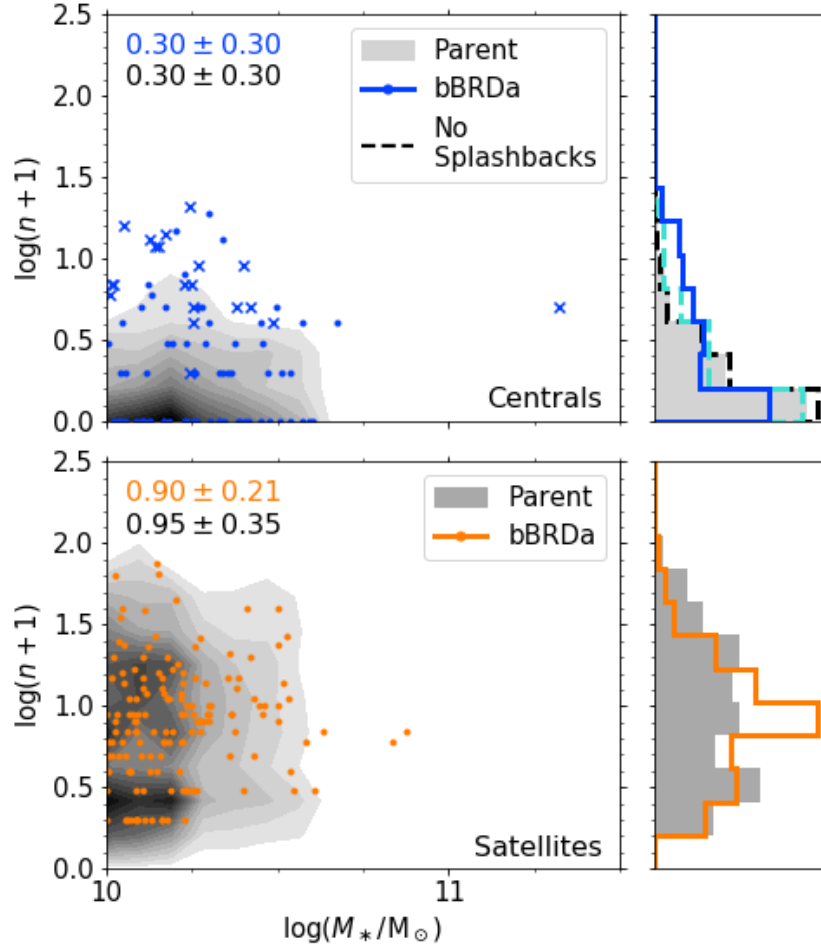 2.5
2.0
1.5
1.0
0.5
0.0
log(n + 1)
0.30 ± 0.30
0.30 ± 0.30
Parent
bBRDa
No
Splashbacks
Centrals
2.5
2.0
1.5
1.0
0.5
0.0
log(n + 1)
0.90 ± 0.21
0.95 ± 0.35
Parent
bBRDa
Satellites
10
11
log(M∗/M⊙)